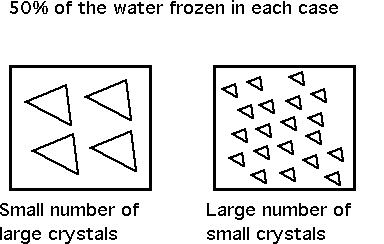 50% of the water frozen in each case
Small number of
large crystals
Large number of
small crystals